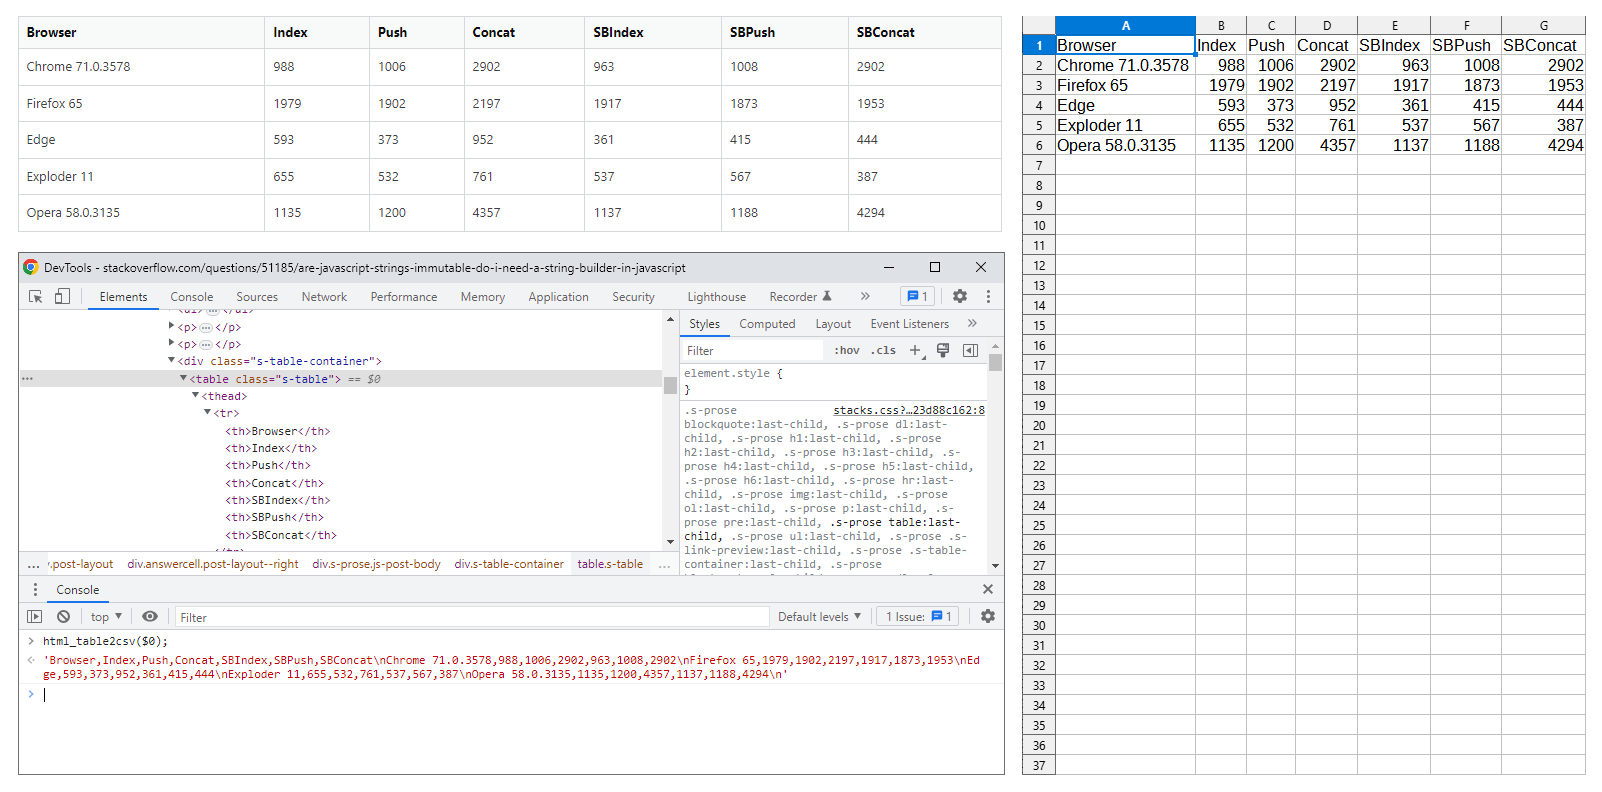 Browser Index Push Concat SBIndex SBPush SBConcat
Chrome 71.0.3578 988 1006 2902 963 1008 2902
Firefox 65 1979 1902 2197 1917 1873 1953
Edge 593 373 952 361 415 444
Exploder 11 655 532 761 537 567 387
Opera 58.0.3135 1135 1200 4357 1137 1188 4294
DevTools - stackoverflow.com/questions/51185/are-javascript-strings-immutable-do-i-need-a-string-builder-in-javascript
Elements Console Sources Network Performance Memory Application Security Lighthouse Recorder » 1
<ul>…</ul>
<p>…</p>
<p>…</p>
<div class="s-table-container">
… <table class="s-table"> == $0
<thead>
<tr>
<th>Browser</th>
<th>Index</th>
<th>Push</th>
<th>Concat</th>
<th>SBIndex</th>
<th>SBPush</th>
<th>SBConcat</th>
</tr>
… .post-layout div.answercell.post-layout--right div.s-prose.js-post-body div.s-table-container table.s-table …
Styles Computed Layout Event Listeners »
Filter :hov .cls +
element.style {
}
.s-prose stacks.css?…23d88c162:8
blockquote:last-child, .s-prose dl:last-
child, .s-prose h1:last-child, .s-prose
h2:last-child, .s-prose h3:last-child, .s-
prose h4:last-child, .s-prose h5:last-child,
.s-prose h6:last-child, .s-prose hr:last-
child, .s-prose img:last-child, .s-prose
ol:last-child, .s-prose p:last-child, .s-
prose pre:last-child, .s-prose table:last-
child, .s-prose ul:last-child, .s-prose .s-
link-preview:last-child, .s-prose .s-table-
container:last-child, .s-prose
Console
top Filter Default levels 1 Issue: 1
> html_table2csv($0);
'Browser,Index,Push,Concat,SBIndex,SBPush,SBConcat\nChrome 71.0.3578,988,1006,2902,963,1008,2902\nFirefox 65,1979,1902,2197,1917,1873,1953\nEd
ge,593,373,952,361,415,444\nExploder 11,655,532,761,537,567,387\nOpera 58.0.3135,1135,1200,4357,1137,1188,4294\n'
>
A B C D E F G
1 Browser Index Push Concat SBIndex SBPush SBConcat
2 Chrome 71.0.3578 988 1006 2902 963 1008 2902
3 Firefox 65 1979 1902 2197 1917 1873 1953
4 Edge 593 373 952 361 415 444
5 Exploder 11 655 532 761 537 567 387
6 Opera 58.0.3135 1135 1200 4357 1137 1188 4294
7
8
9
10
11
12
13
14
15
16
17
18
19
20
21
22
23
24
25
26
27
28
29
30
31
32
33
34
35
36
37